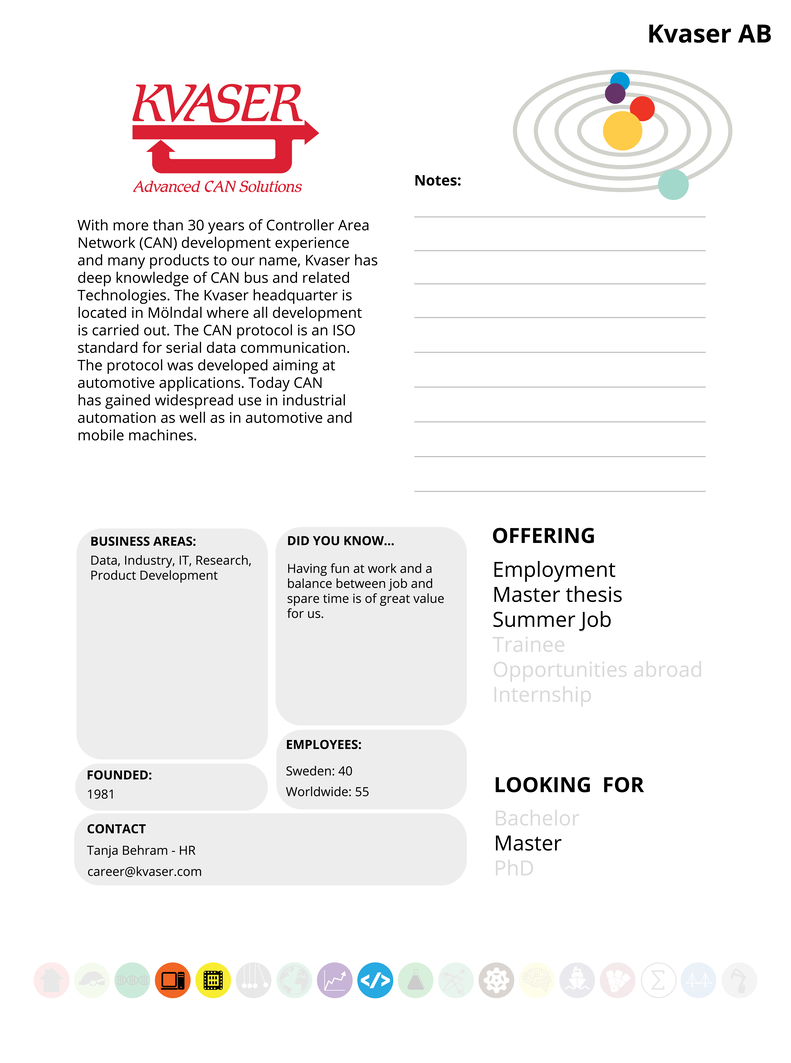 Kvaser AB
KVASER
Advanced CAN Solutions
Notes:
With more than 30 years of Controller Area
Network (CAN) development experience
and many products to our name, Kvaser has
deep knowledge of CAN bus and related
Technologies. The Kvaser headquarter is
located in Mölndal where all development
is carried out. The CAN protocol is an ISO
standard for serial data communication.
The protocol was developed aiming at
automotive applications. Today CAN
has gained widespread use in industrial
automation as well as in automotive and
mobile machines.
BUSINESS AREAS:
Data, Industry, IT, Research,
Product Development
DID YOU KNOW...
Having fun at work and a
balance between job and
spare time is of great value
for us.
EMPLOYEES:
Sweden: 40
Worldwide: 55
FOUNDED:
1981
CONTACT
Tanja Behram - HR
career@kvaser.com
OFFERING
Employment
Master thesis
Summer Job
Trainee
Opportunities abroad
Internship
LOOKING FOR
Bachelor
Master
PhD